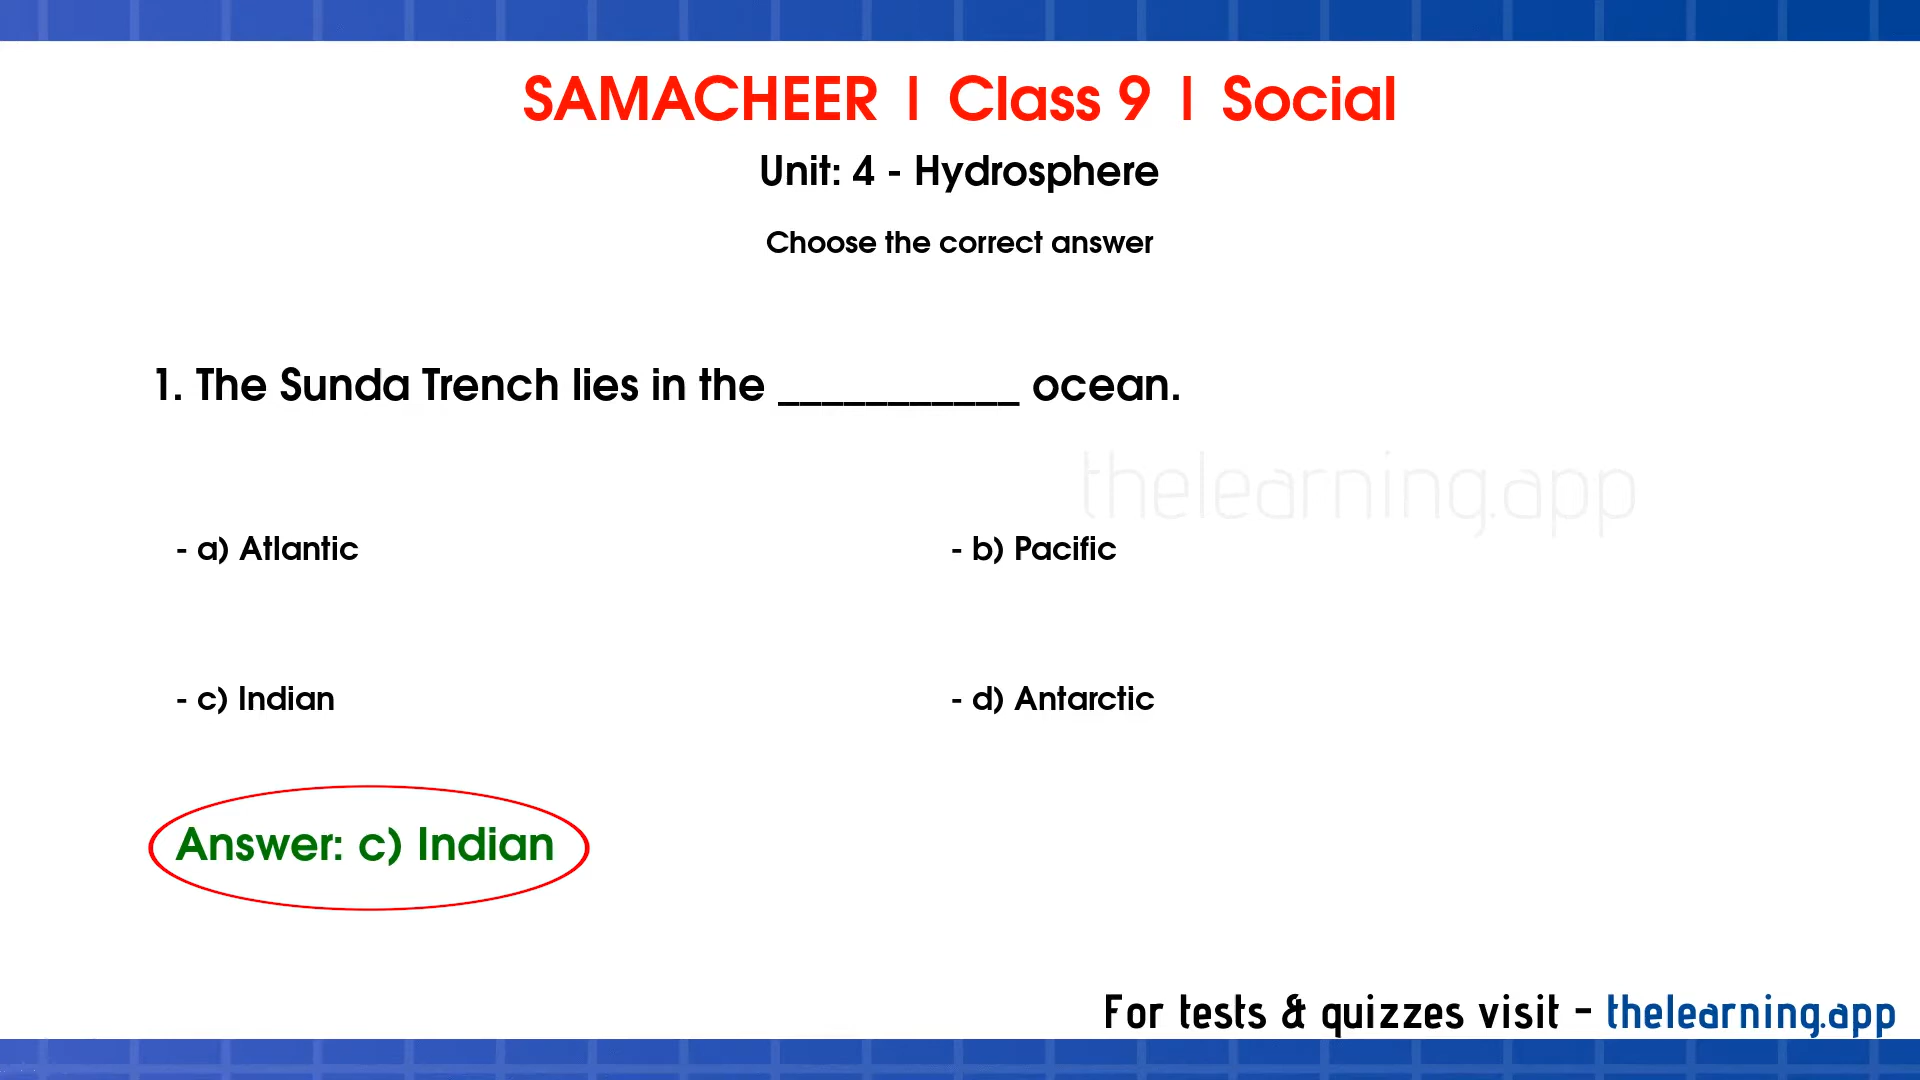 SAMACHEER | Class 9 | Social
Unit: 4 - Hydrosphere
Choose the correct answer
1. The Sunda Trench lies in the ___________ ocean.
thelearning.app
- a) Atlantic - b) Pacific
- c) Indian - d) Antarctic
Answer: c) Indian
For tests & quizzes visit - thelearning.app